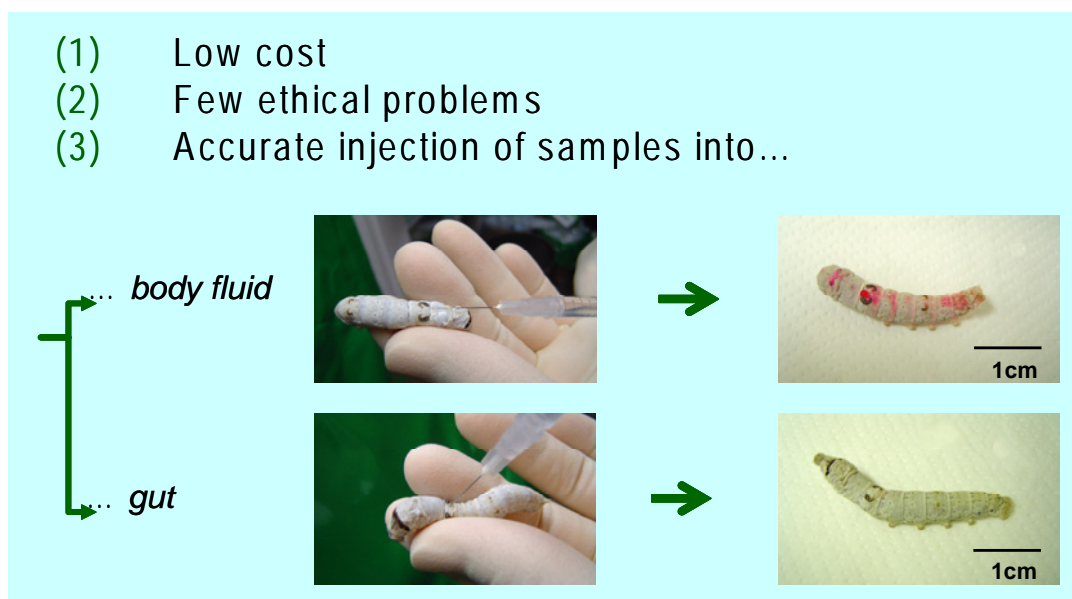 (1) Low cost
(2) Few ethical problems
(3) Accurate injection of samples into...
... body fluid
1cm
... gut
1cm